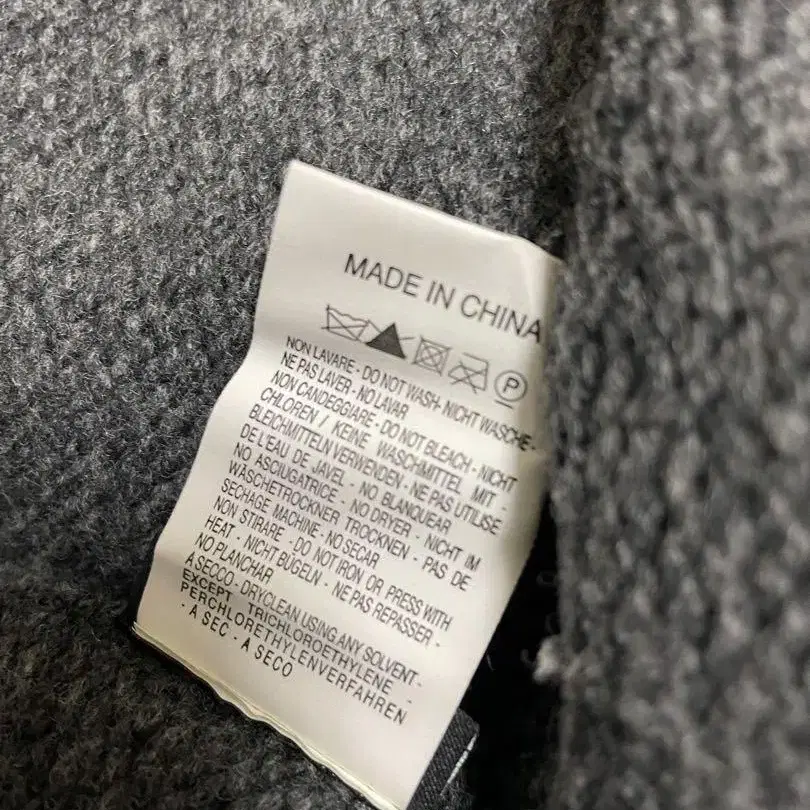 MADE IN CHINA
P
NON LAVARE - DO NOT WASH - NICHT WASCHE -
NE PAS LAVER - NO LAVAR
NON CANDEGGIARE - DO NOT BLEACH - NICHT
CHLOREN / KEINE WASCHMITTEL MIT -
BLEICHMITTELN VERWENDEN - NE PAS UTILISE
DE L'EAU DE JAVEL - NO BLANQUEAR
NO ASCIUGATRICE - NO DRYER - NICHT IM
WÄSCHETROCKNER TROCKNEN - PAS DE
SECHAGE MACHINE - NO SECAR
NON STIRARE - DO NOT IRON OR PRESS WITH
HEAT - NICHT BÜGELN - NE PAS REPASSER -
NO PLANCHAR
A SECCO - DRYCLEAN USING ANY SOLVENT -
EXCEPT TRICHLOROETHYLENE -
PERCHLORETHYLENVERFAHREN
- A SEC - A SECO